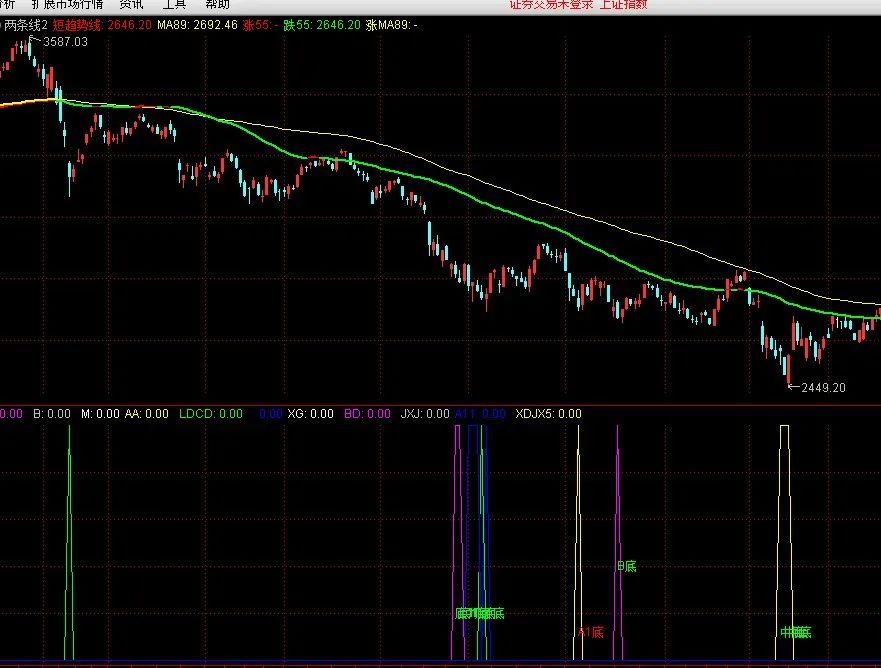 扩展市场行情 资讯 工具 帮助 证券交易未登录 上证指数
两条线2 短趋势线: 2646.20 MA89: 2692.46 涨55: - 跌55: 2646.20 涨MA89: -
3587.03
2449.20
0.00 B: 0.00 M: 0.00 AA: 0.00 LDCD: 0.00 0.00 XG: 0.00 BD: 0.00 JXJ: 0.00 A11: 0.00 XDJX5: 0.00
B底
A1底